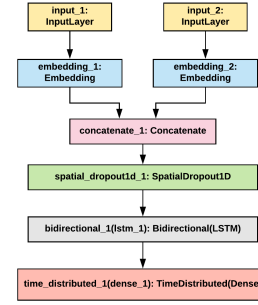 input_1:
InputLayer
input_2:
InputLayer
embedding_1:
Embedding
embedding_2:
Embedding
concatenate_1: Concatenate
spatial_dropout1d_1: SpatialDropout1D
bidirectional_1(lstm_1): Bidirectional(LSTM)
time_distributed_1(dense_1): TimeDistributed(Dense